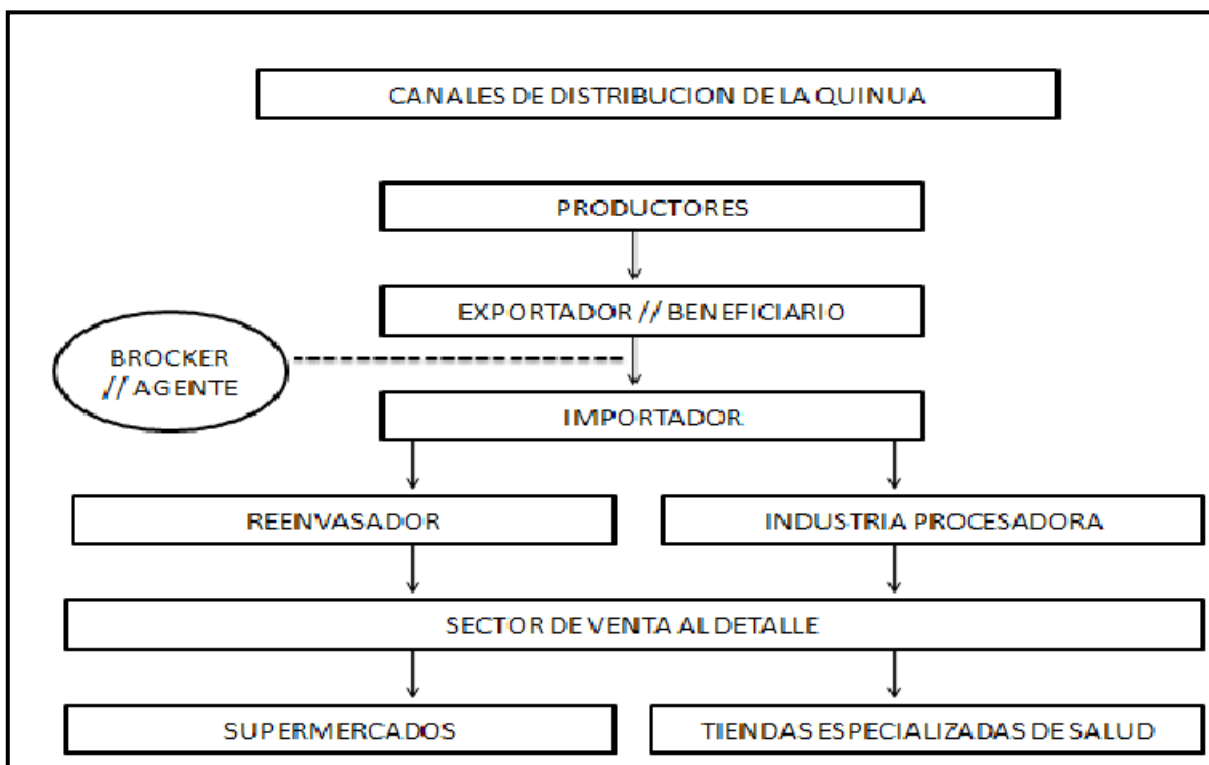 CANALES DE DISTRIBUCION DE LA QUINUA
PRODUCTORES
EXPORTADOR // BENEFICIARIO
BROCKER
// AGENTE
IMPORTADOR
REENVASADOR
INDUSTRIA PROCESADORA
SECTOR DE VENTA AL DETALLE
SUPERMERCADOS
TIENDAS ESPECIALIZADAS DE SALUD